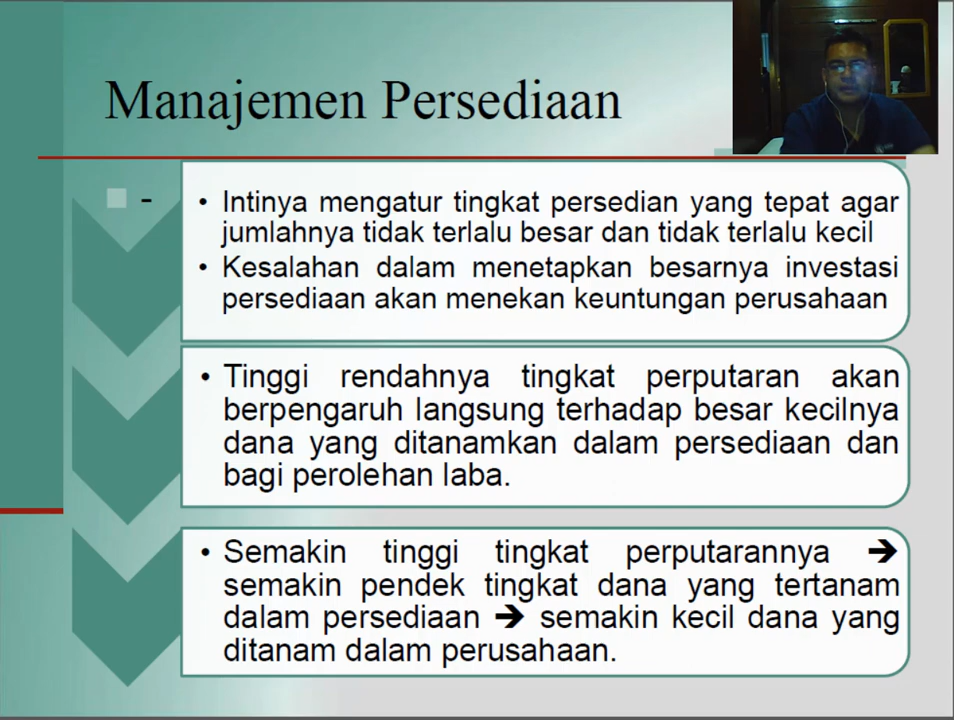 Manajemen Persediaan
-
• Intinya mengatur tingkat persedian yang tepat agar
jumlahnya tidak terlalu besar dan tidak terlalu kecil
• Kesalahan dalam menetapkan besarnya investasi
persediaan akan menekan keuntungan perusahaan
• Tinggi rendahnya tingkat perputaran akan
berpengaruh langsung terhadap besar kecilnya
dana yang ditanamkan dalam persediaan dan
bagi perolehan laba.
• Semakin tinggi tingkat perputarannya ➔
semakin pendek tingkat dana yang tertanam
dalam persediaan ➔ semakin kecil dana yang
ditanam dalam perusahaan.